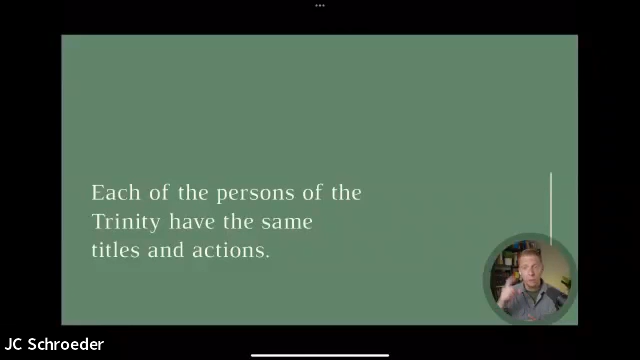 Each of the persons of the
Trinity have the same
titles and actions.
JC Schroeder